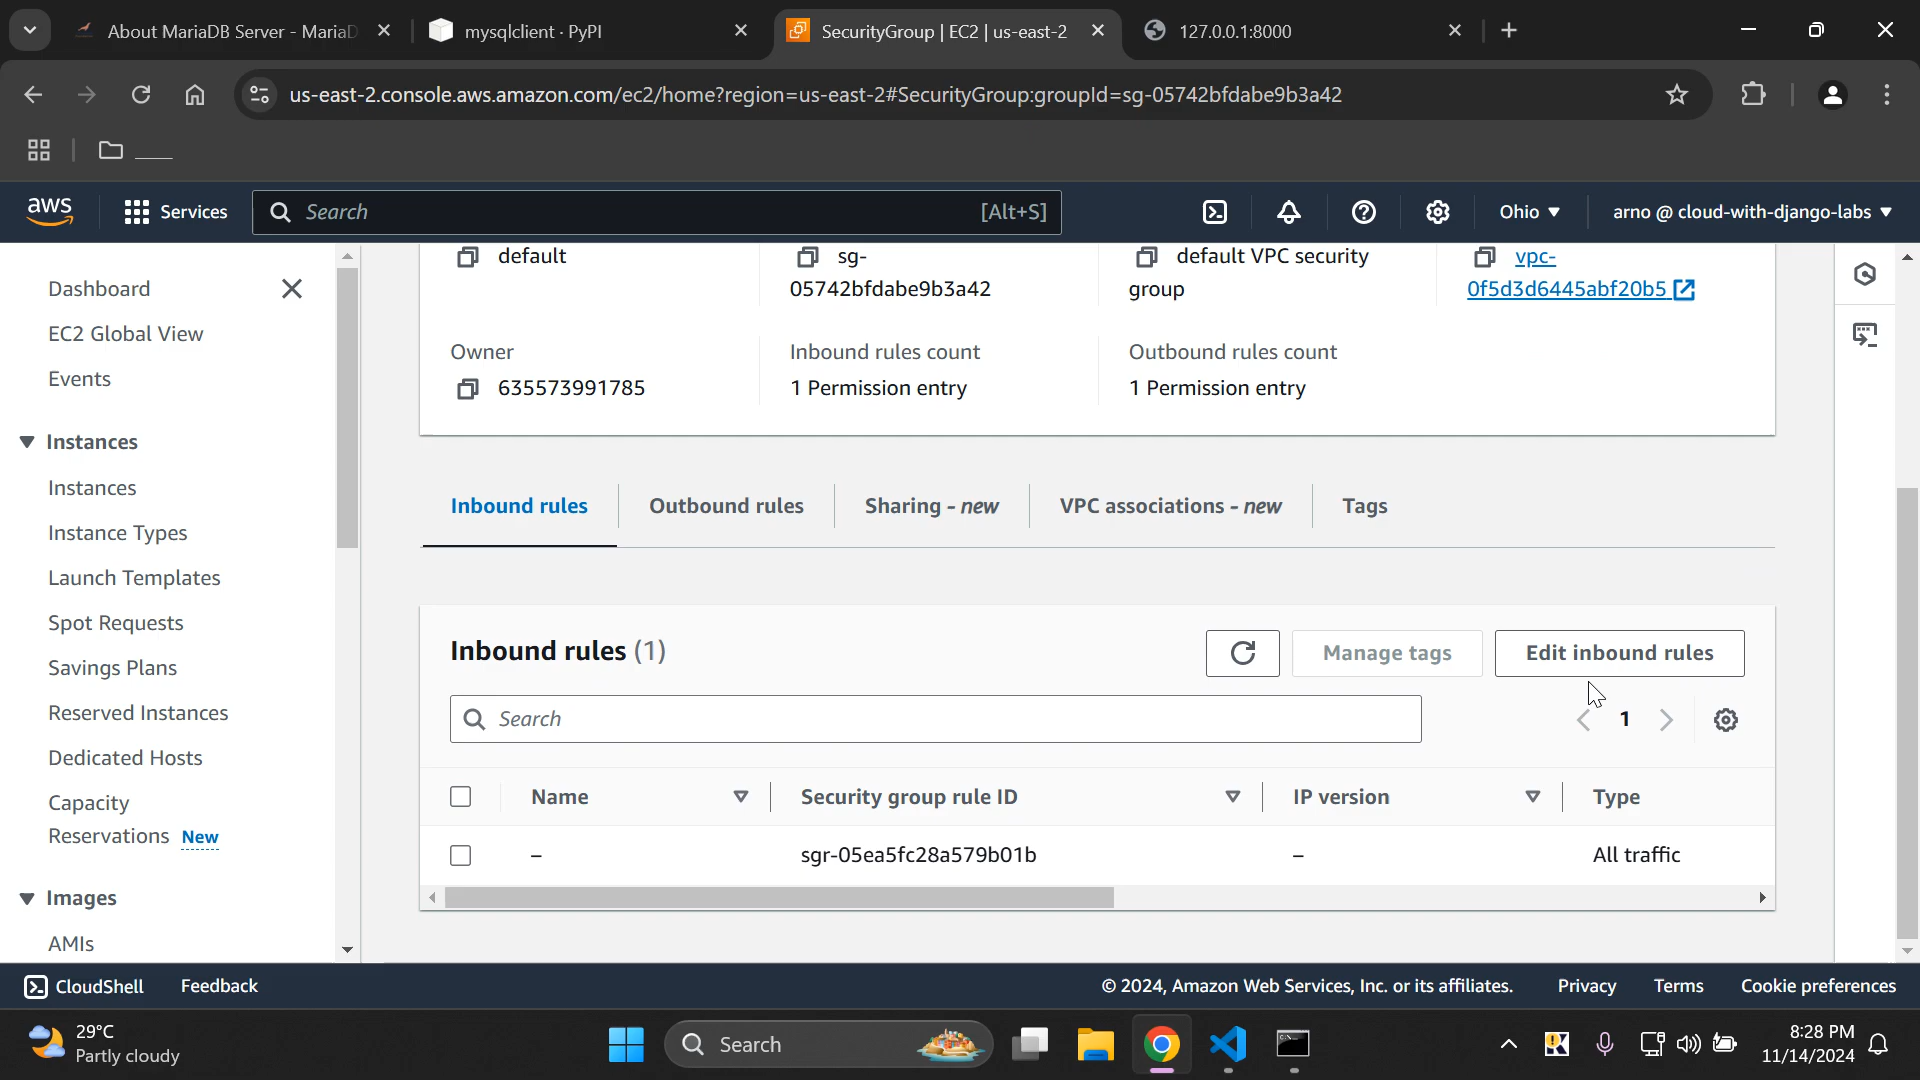 About MariaDB Server - MariaD
mysqlclient · PyPI
SecurityGroup | EC2 | us-east-2
127.0.0.1:8000
us-east-2.console.aws.amazon.com/ec2/home?region=us-east-2#SecurityGroup:groupId=sg-05742bfdabe9b3a42
____
aws
Services
Search
[Alt+S]
Ohio
arno @ cloud-with-django-labs
Dashboard
EC2 Global View
Events
Instances
Instances
Instance Types
Launch Templates
Spot Requests
Savings Plans
Reserved Instances
Dedicated Hosts
Capacity
Reservations New
Images
AMIs
default
sg-
05742bfdabe9b3a42
default VPC security
group
vpc-
0f5d3d6445abf20b5
Owner
635573991785
Inbound rules count
1 Permission entry
Outbound rules count
1 Permission entry
Inbound rules
Outbound rules
Sharing - new
VPC associations - new
Tags
Inbound rules (1)
Manage tags
Edit inbound rules
Search
1
Name
Security group rule ID
IP version
Type
–
sgr-05ea5fc28a579b01b
–
All traffic
CloudShell
Feedback
© 2024, Amazon Web Services, Inc. or its affiliates.
Privacy
Terms
Cookie preferences
29°C
Partly cloudy
Search
8:28 PM
11/14/2024